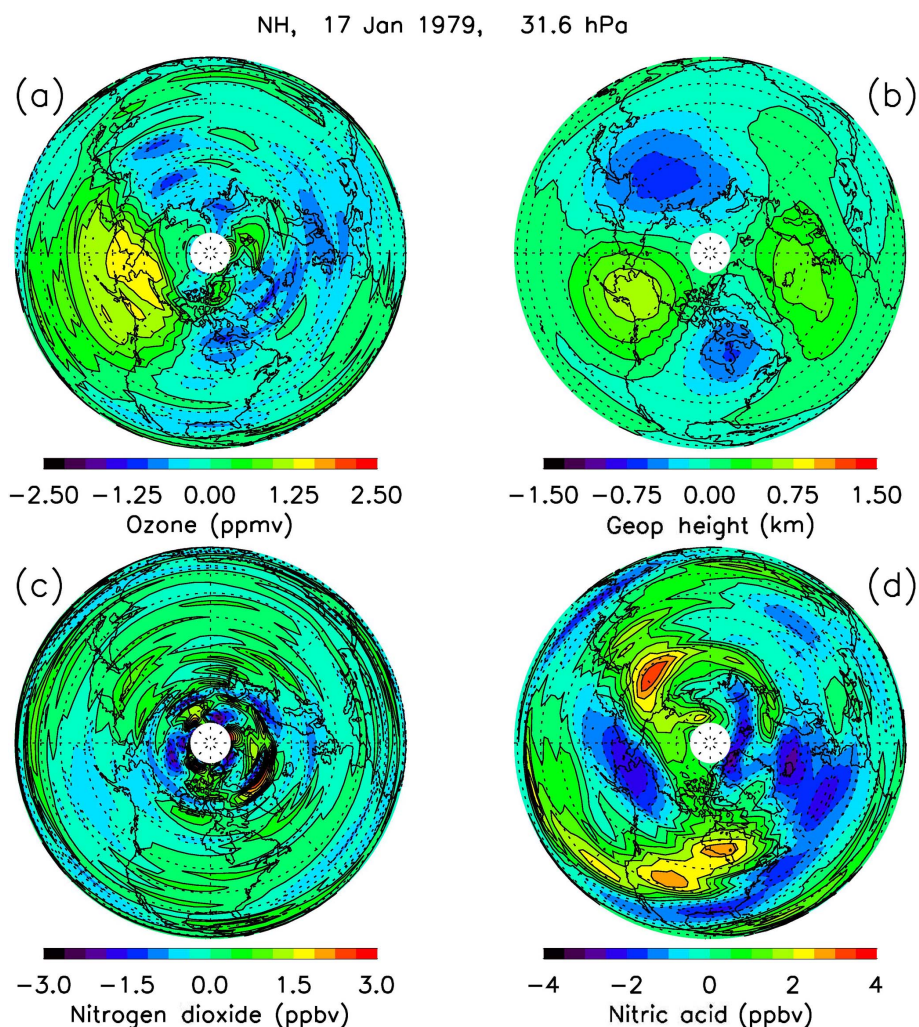 NH, 17 Jan 1979, 31.6 hPa
(a)
(b)
−2.50 −1.25 0.00 1.25 2.50
Ozone (ppmv)
−1.50 −0.75 0.00 0.75 1.50
Geop height (km)
(c)
(d)
−3.0 −1.5 0.0 1.5 3.0
Nitrogen dioxide (ppbv)
−4 −2 0 2 4
Nitric acid (ppbv)